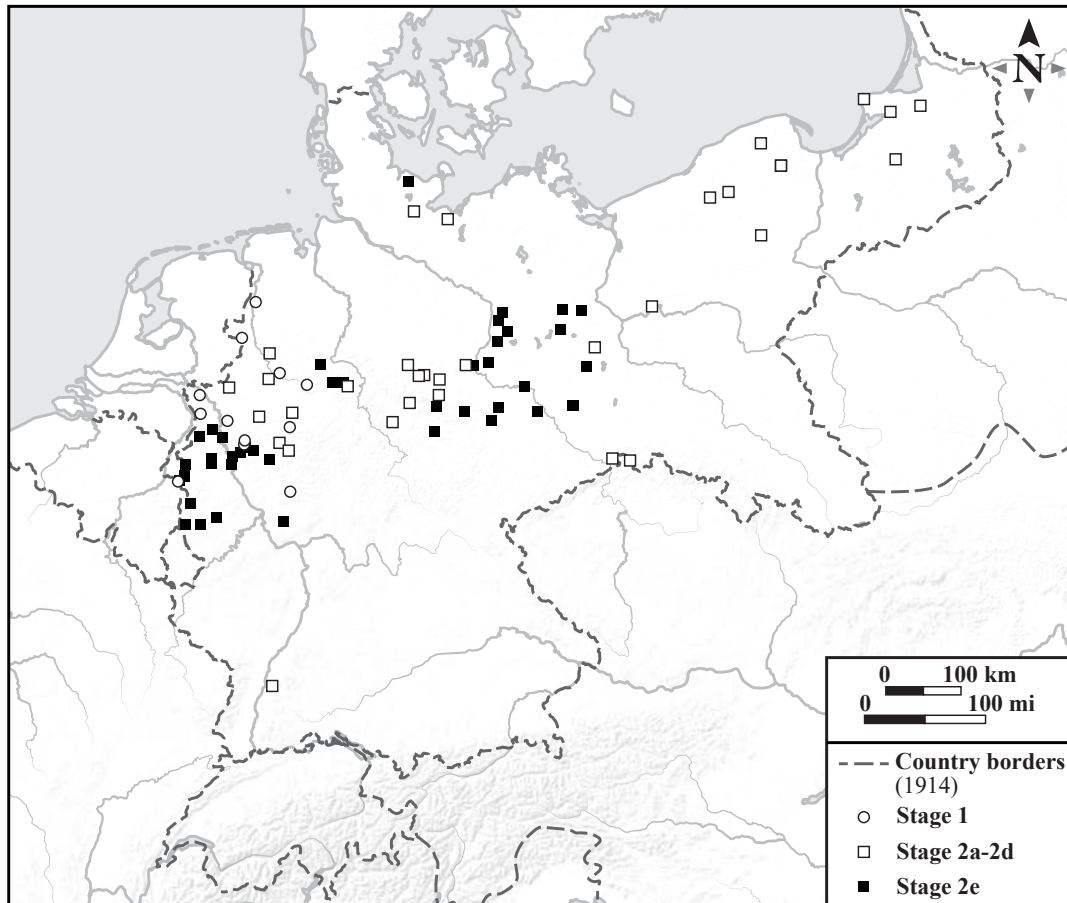 N
0 100 km
0 100 mi
Country borders
(1914)
Stage 1
Stage 2a-2d
Stage 2e